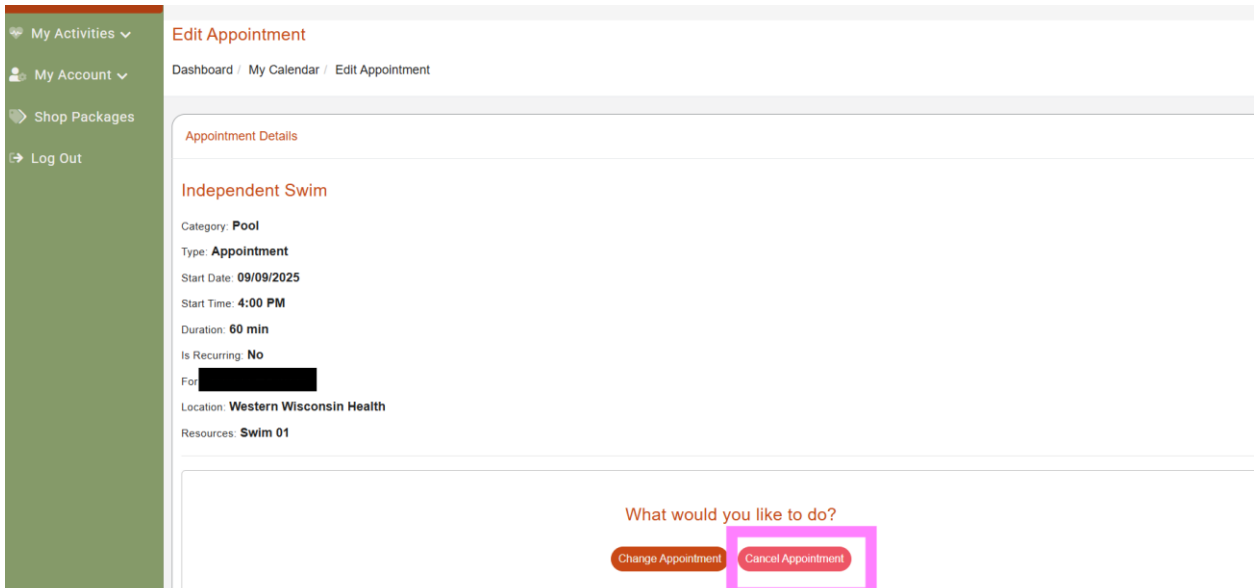 My Activities
My Account
Shop Packages
Log Out
Edit Appointment
Dashboard / My Calendar / Edit Appointment
Appointment Details
Independent Swim
Category: Pool
Type: Appointment
Start Date: 09/09/2025
Start Time: 4:00 PM
Duration: 60 min
Is Recurring: No
For
Location: Western Wisconsin Health
Resources: Swim 01
What would you like to do?
Change Appointment Cancel Appointment